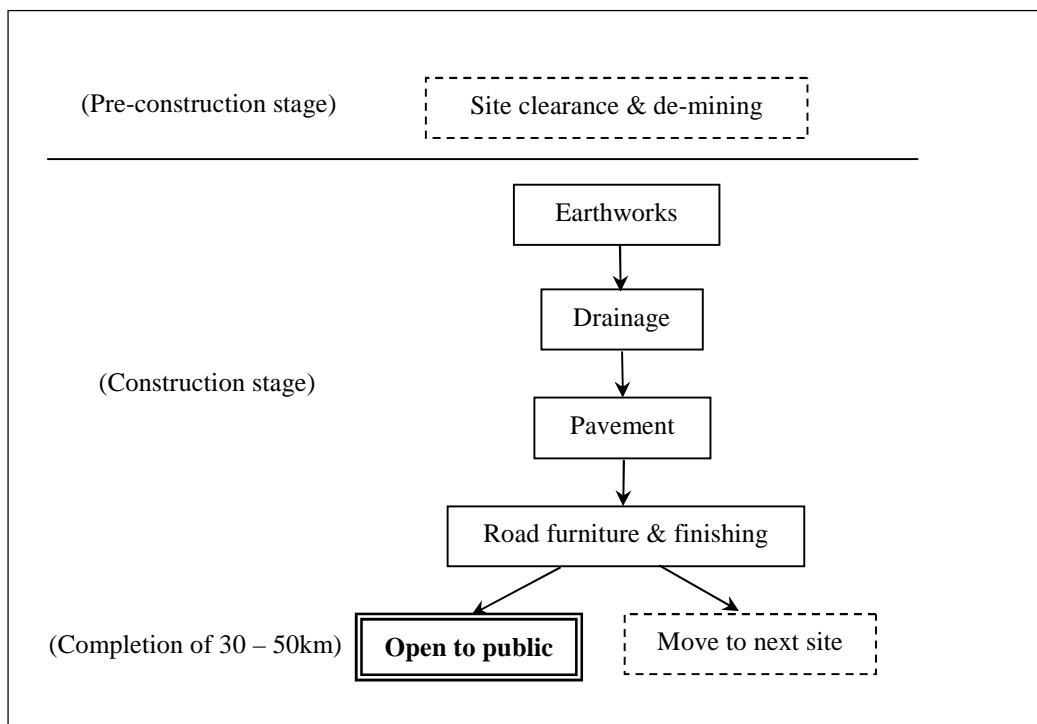 (Pre-construction stage)
Site clearance & de-mining
Earthworks
Drainage
(Construction stage)
Pavement
Road furniture & finishing
(Completion of 30 – 50km)
Open to public
Move to next site